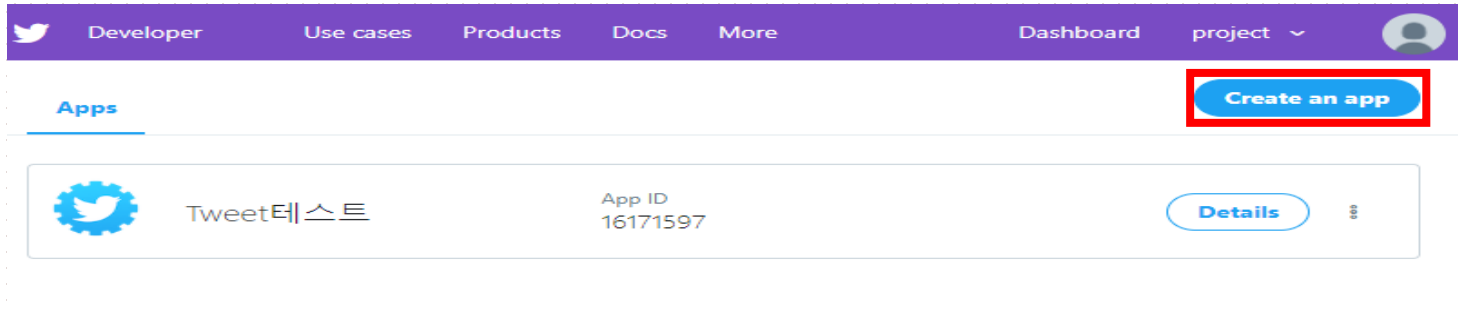 Developer Use cases Products Docs More Dashboard project
Apps
Create an app
Tweet테스트
App ID
16171597
Details